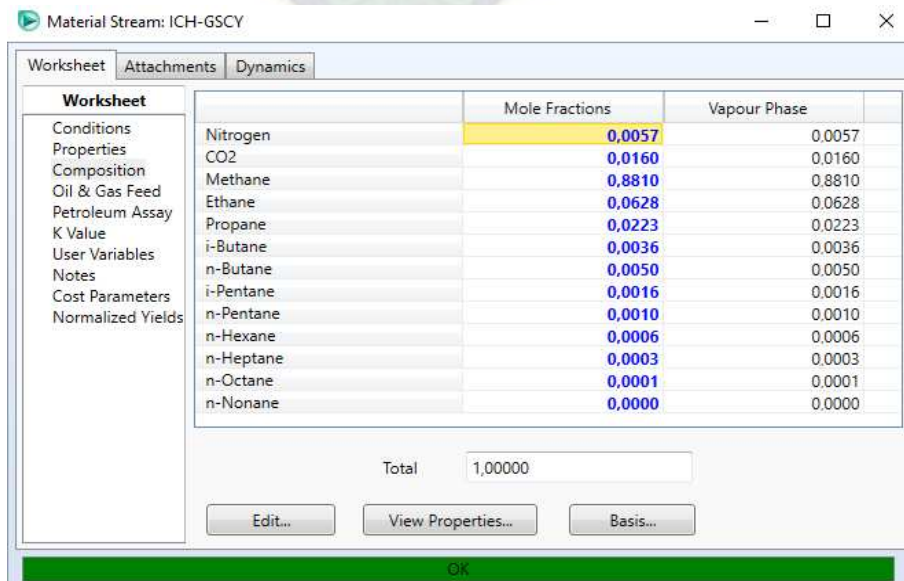 Material Stream: ICH-GSCY
Worksheet Attachments Dynamics
Worksheet
Conditions
Properties
Composition
Oil & Gas Feed
Petroleum Assay
K Value
User Variables
Notes
Cost Parameters
Normalized Yields
Mole Fractions Vapour Phase
Nitrogen 0,0057 0,0057
CO2 0,0160 0,0160
Methane 0,8810 0,8810
Ethane 0,0628 0,0628
Propane 0,0223 0,0223
i-Butane 0,0036 0,0036
n-Butane 0,0050 0,0050
i-Pentane 0,0016 0,0016
n-Pentane 0,0010 0,0010
n-Hexane 0,0006 0,0006
n-Heptane 0,0003 0,0003
n-Octane 0,0001 0,0001
n-Nonane 0,0000 0,0000
Total 1,00000
Edit... View Properties... Basis...
OK